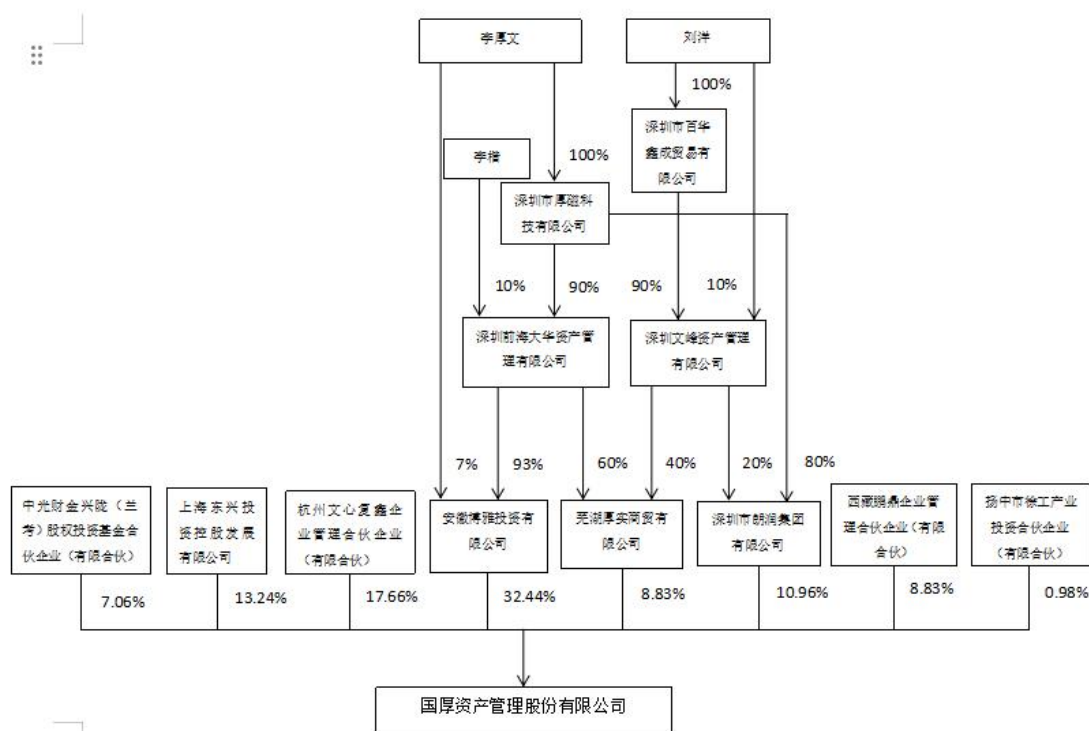 李厚文
刘洋
100%
深圳市百华
鑫成贸易有
限公司
李楷
100%
深圳市厚磁科
技有限公司
10%
90%
90%
10%
深圳前海大华资产管
理有限公司
深圳文峰资产管理
有限公司
7%
93%
60%
40%
20%
80%
中光财金兴陇（兰
考）股权投资基金合
伙企业（有限合伙）
上海东兴投
资控股发展
有限公司
杭州文心复鑫企
业管理合伙企业
（有限合伙）
安徽博雅投资有
限公司
芜湖厚实商贸有
限公司
深圳市朗润集团
有限公司
西藏鹏鼎企业管
理合伙企业（有限
合伙）
扬中市徐工产业
投资合伙企业
（有限合伙）
7.06%
13.24%
17.66%
32.44%
8.83%
10.96%
8.83%
0.98%
国厚资产管理股份有限公司